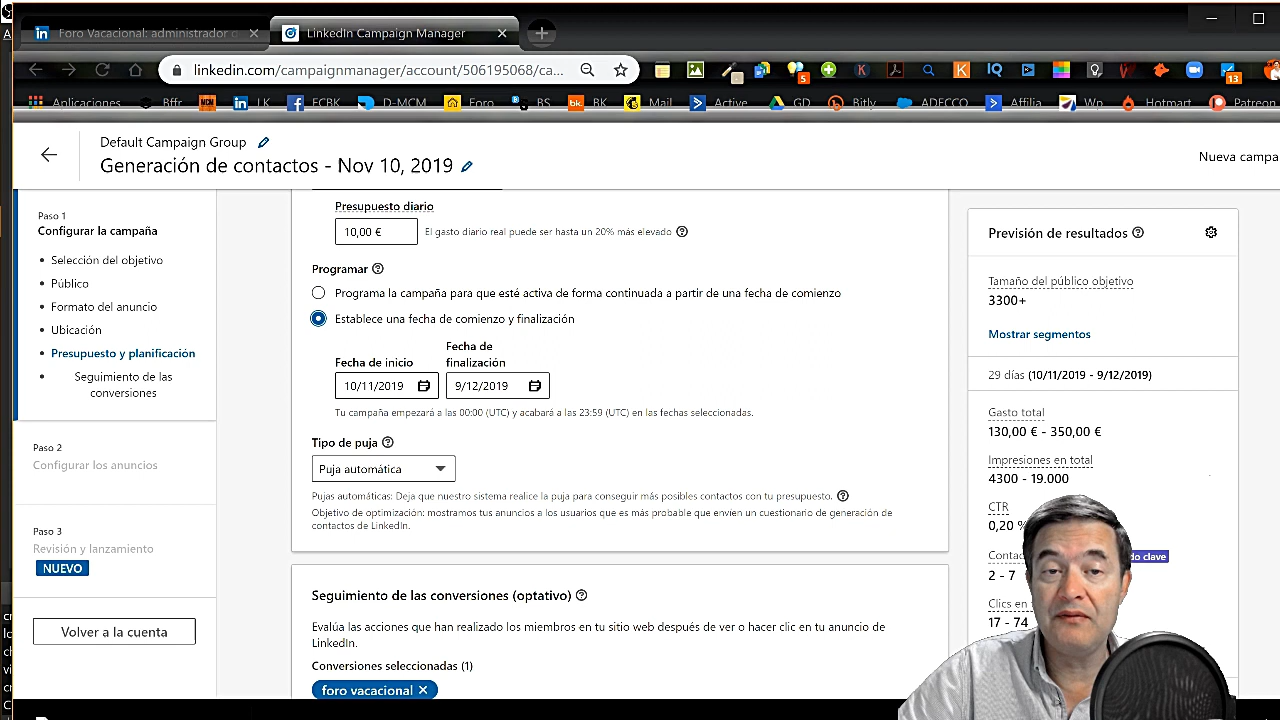 Foro Vacacional: administrador
LinkedIn Campaign Manager
linkedin.com/campaignmanager/account/506195068/ca...
5
13
Aplicaciones
Bffr
LK
FCBK
D-MCM
Foro
BS
BK
Mail
Active
GD
Bitly
ADECCO
Affilia
Wp
Hotmart
Patreon
Default Campaign Group
Generación de contactos - Nov 10, 2019
Nueva campa
Paso 1
Configurar la campaña
Selección del objetivo
Público
Formato del anuncio
Ubicación
Presupuesto y planificación
Seguimiento de las
conversiones
Paso 2
Configurar los anuncios
Paso 3
Revisión y lanzamiento
NUEVO
Volver a la cuenta
Presupuesto diario
10,00 € El gasto diario real puede ser hasta un 20% más elevado
Programar
Programa la campaña para que esté activa de forma continuada a partir de una fecha de comienzo
Establece una fecha de comienzo y finalización
Fecha de inicio
Fecha de
finalización
10/11/2019
9/12/2019
Tu campaña empezará a las 00:00 (UTC) y acabará a las 23:59 (UTC) en las fechas seleccionadas.
Tipo de puja
Puja automática
Pujas automáticas: Deja que nuestro sistema realice la puja para conseguir más posibles contactos con tu presupuesto.
Objetivo de optimización: mostramos tus anuncios a los usuarios que es más probable que envíen un cuestionario de generación de
contactos de LinkedIn.
Seguimiento de las conversiones (optativo)
Evalúa las acciones que han realizado los miembros en tu sitio web después de ver o hacer clic en tu anuncio de
LinkedIn.
Conversiones seleccionadas (1)
foro vacacional
Previsión de resultados
Tamaño del público objetivo
3300+
Mostrar segmentos
29 días (10/11/2019 - 9/12/2019)
Gasto total
130,00 € - 350,00 €
Impresiones en total
4300 - 19.000
CTR
0,20 %
Contac
do clave
2 - 7
Clics en
17 - 74